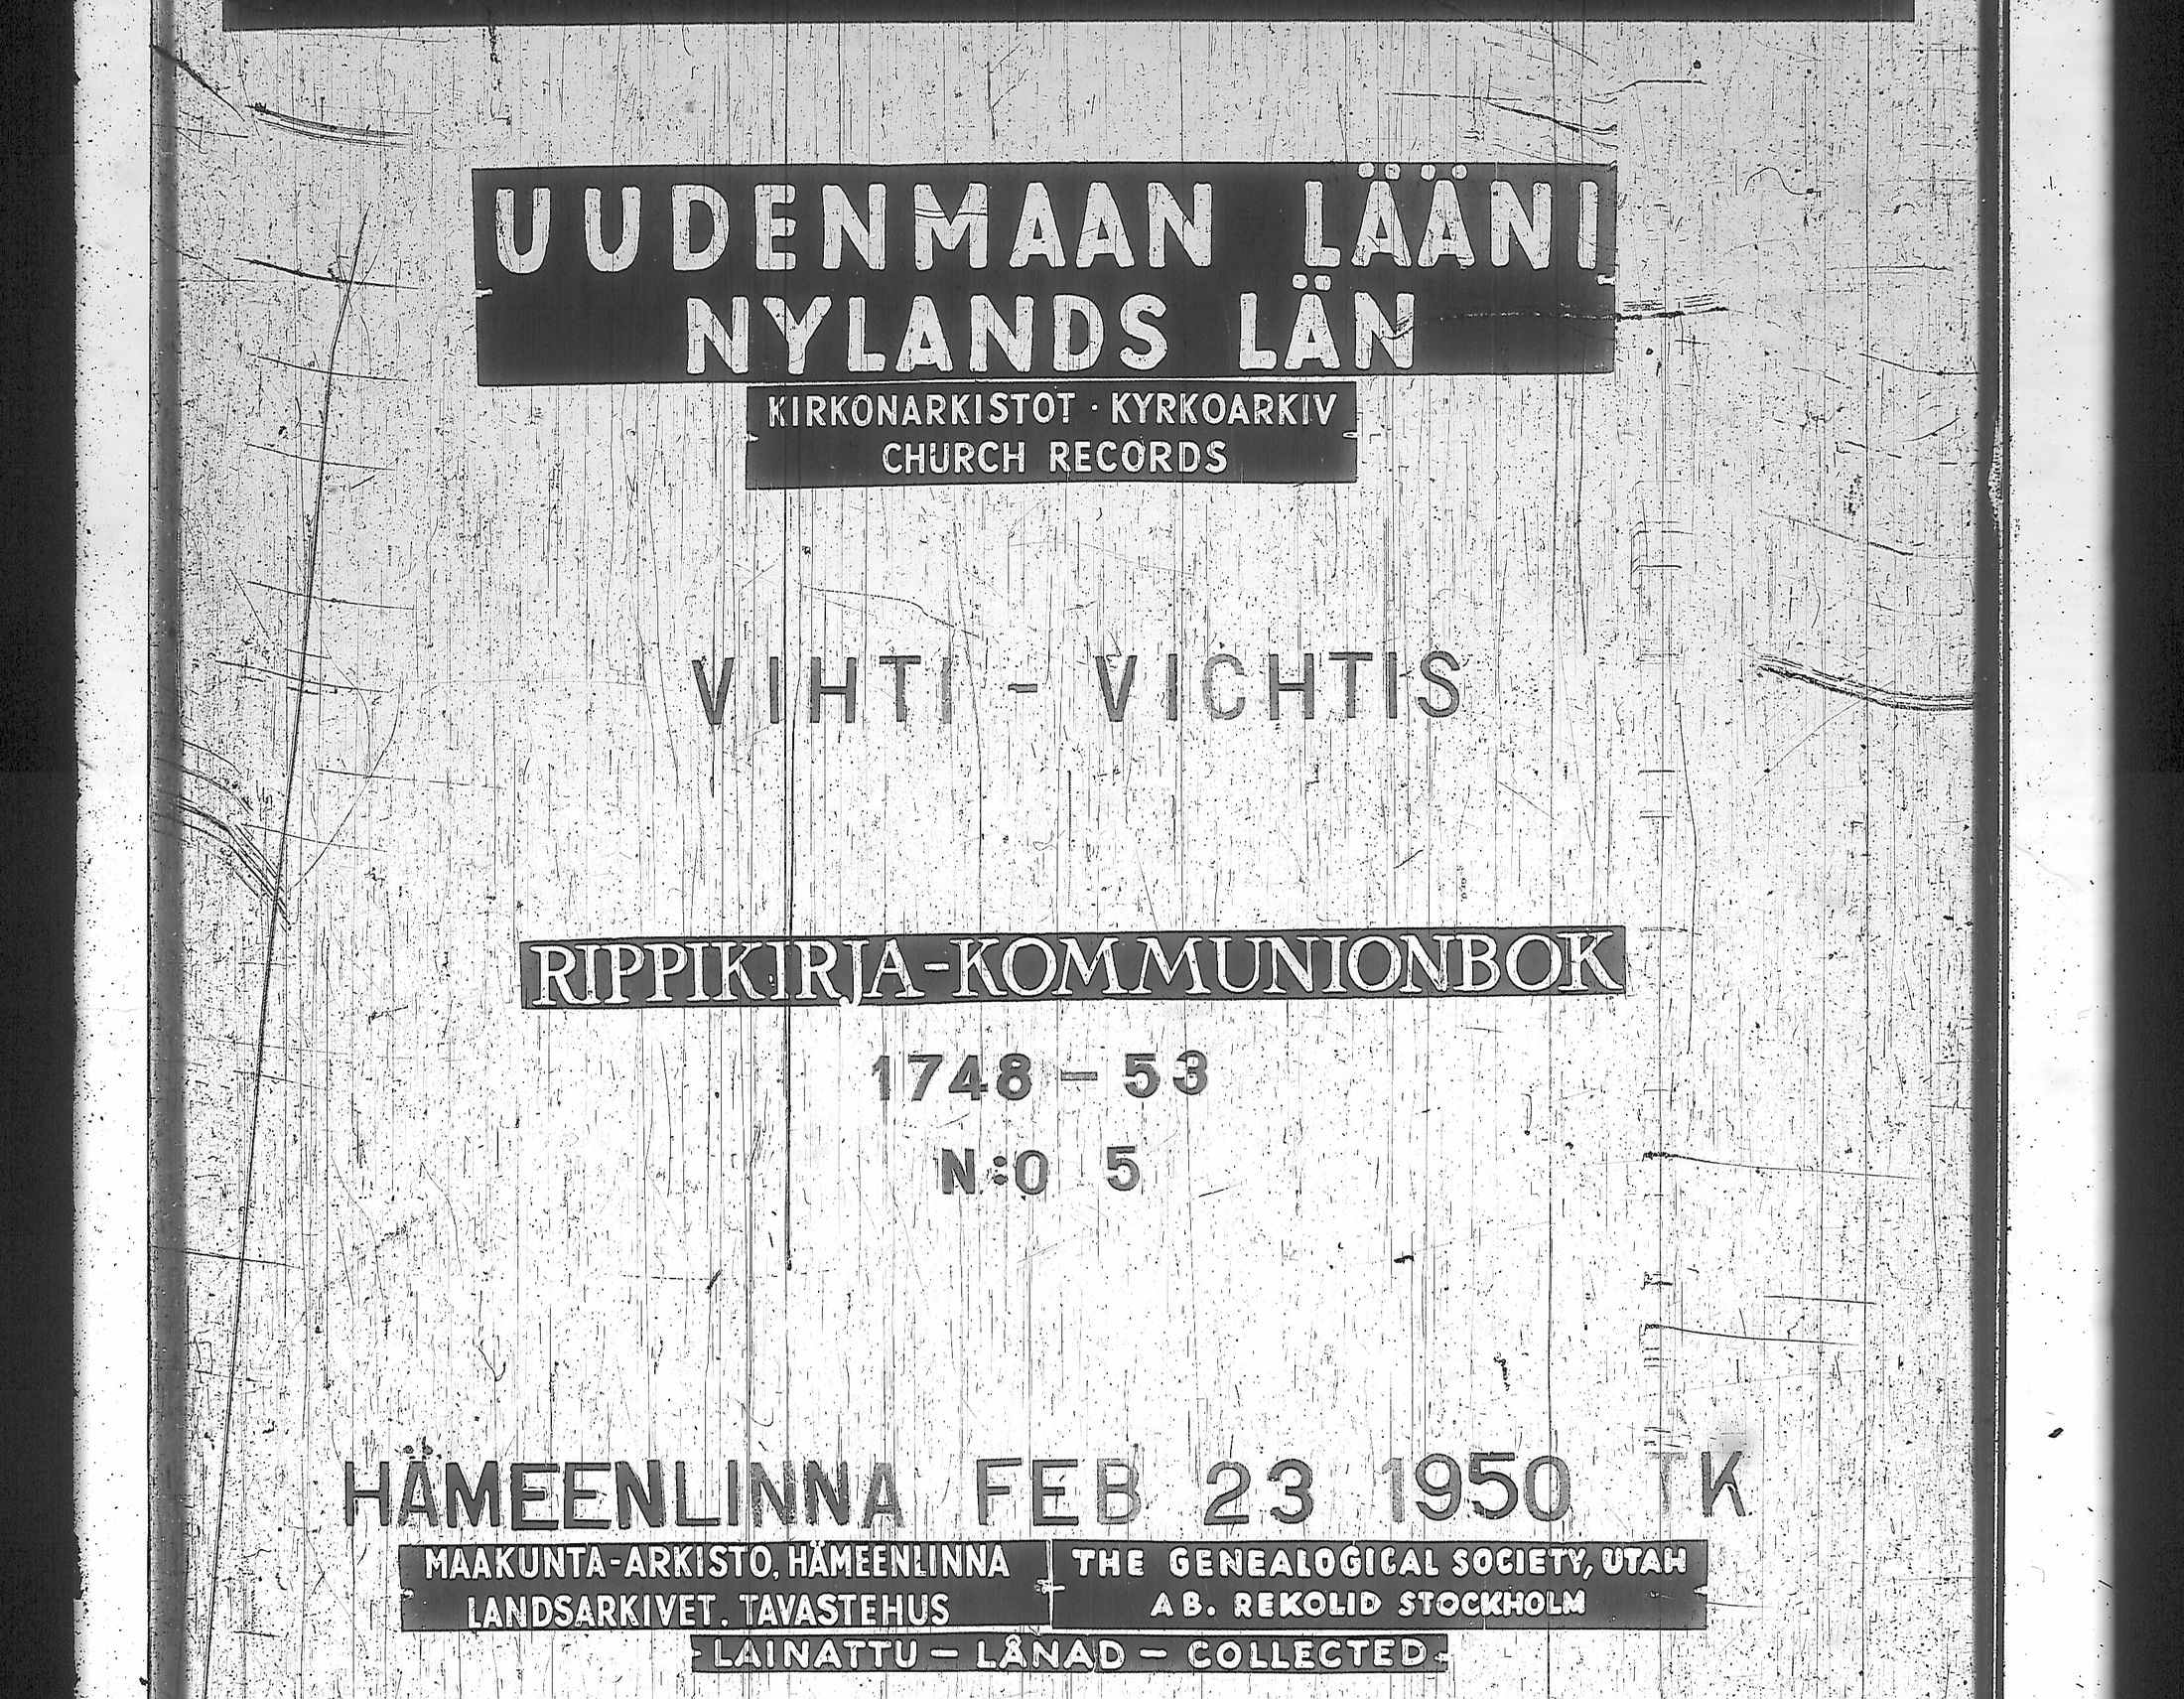 UUDENMAAN LÄÄNI
NYLANDS LÄN
KIRKONARKISTOT · KYRKOARKIV
CHURCH RECORDS
VIHTI - VICHTIS
RIPPIKIRJA-KOMMUNIONBOK
1748 - 53
N:O 5
HÄMEENLINNA FEB 23 1950 TK
MAAKUNTA-ARKISTO, HÄMEENLINNA
LANDSARKIVET. TAVASTEHUS
THE GENEALOGICAL SOCIETY, UTAH
AB. REKOLID STOCKHOLM
LAINATTU - LÅNAD - COLLECTED